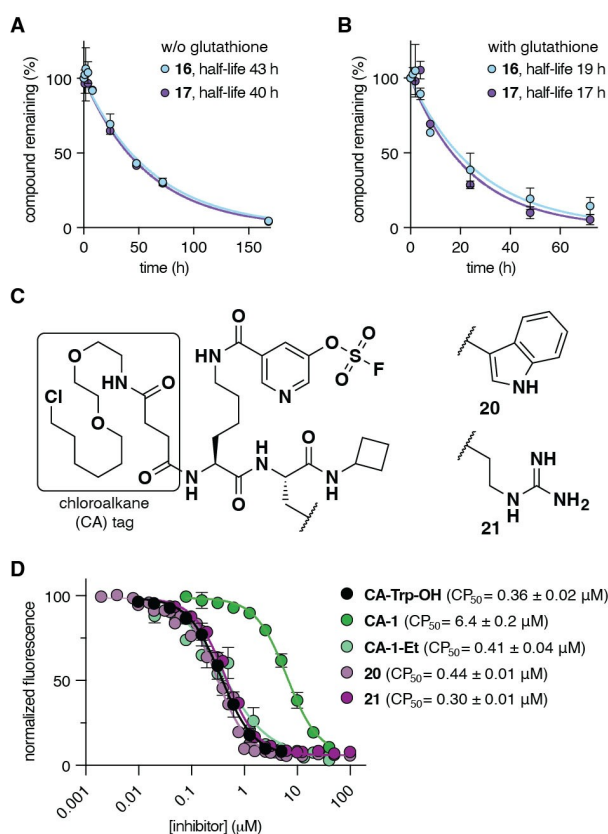 A
w/o glutathione
16, half-life 43 h
17, half-life 40 h
compound remaining (%)
100
50
0
0 50 100 150
time (h)
B
with glutathione
16, half-life 19 h
17, half-life 17 h
compound remaining (%)
100
50
0
0 20 40 60
time (h)
C
O
H
N
O
Cl
O
O
chloroalkane
(CA) tag
O
HN
O
S
O
O
F
N
N
H
O
H
N
O
N
H
NH
20
NH
N
H
NH2
21
D
normalized fluorescence
100
50
0
0.001 0.01 0.1 1 10 100
[inhibitor] (μM)
CA-Trp-OH (CP50 = 0.36 ± 0.02 μM)
CA-1 (CP50 = 6.4 ± 0.2 μM)
CA-1-Et (CP50 = 0.41 ± 0.04 μM)
20 (CP50 = 0.44 ± 0.01 μM)
21 (CP50 = 0.30 ± 0.01 μM)